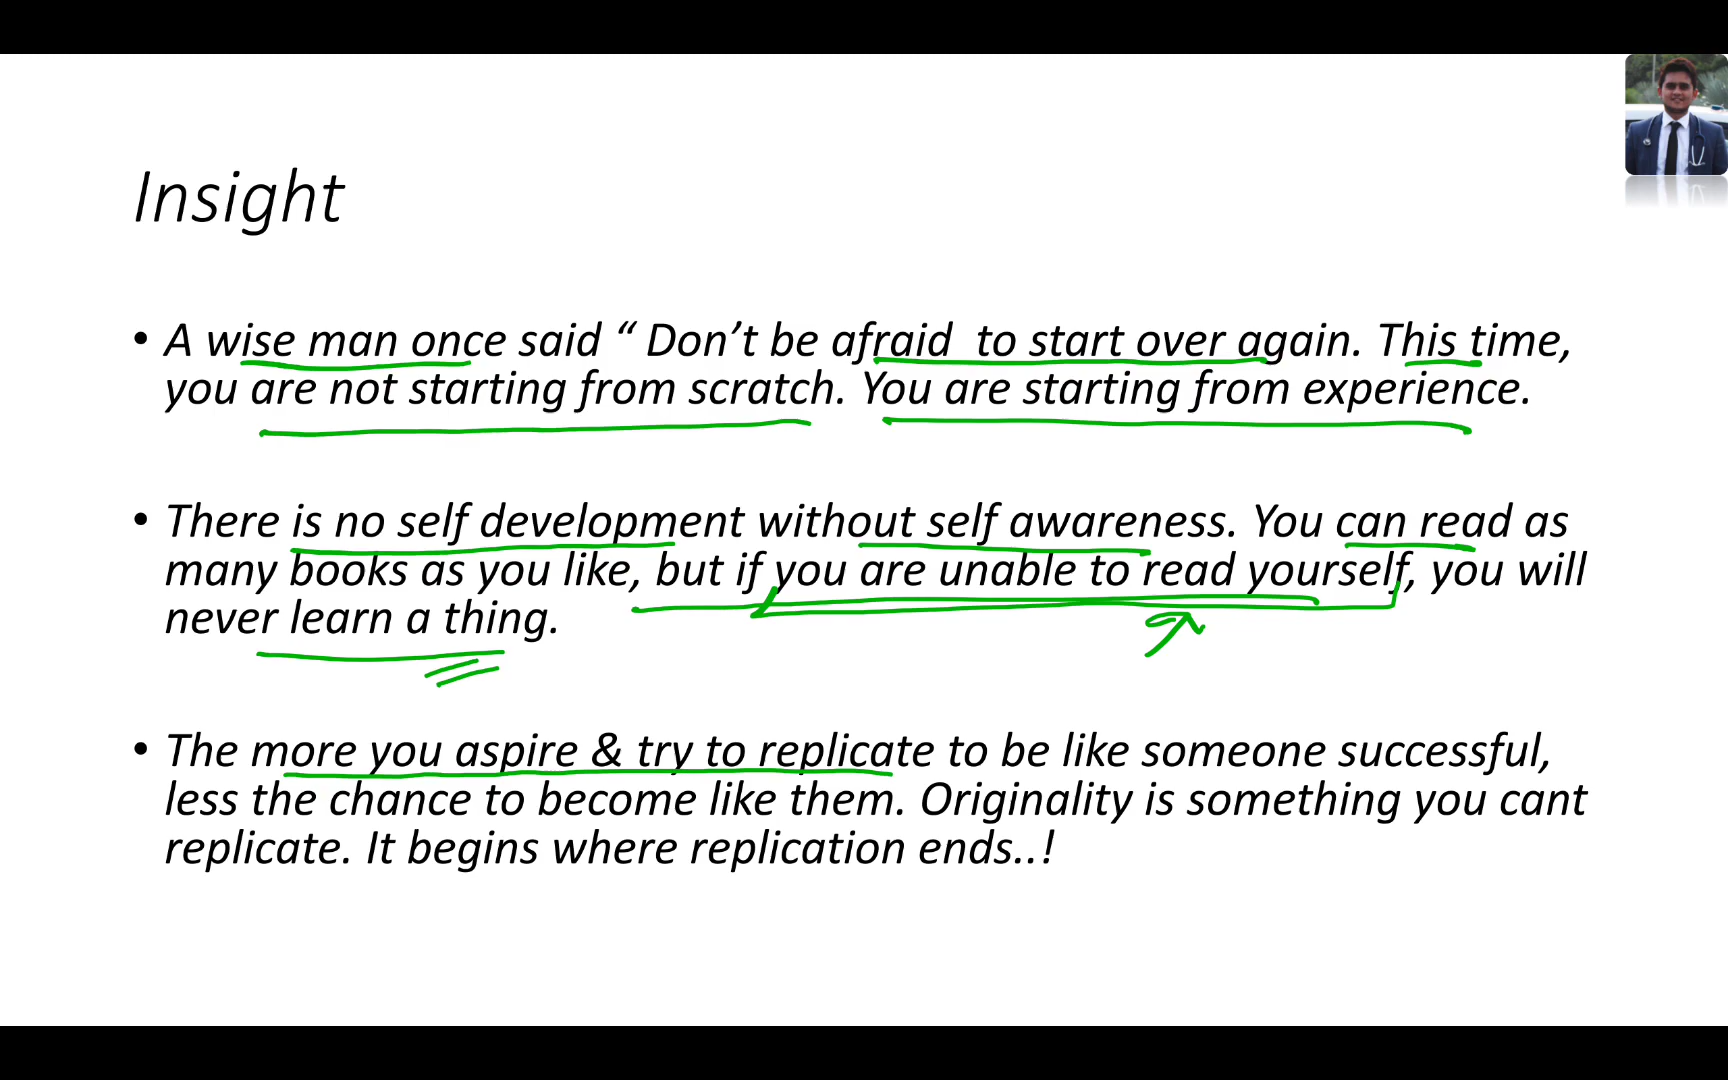 Insight
• A wise man once said “ Don’t be afraid  to start over again. This time,
you are not starting from scratch. You are starting from experience.
• There is no self development without self awareness. You can read as
many books as you like, but if you are unable to read yourself, you will
never learn a thing.
• The more you aspire & try to replicate to be like someone successful,
less the chance to become like them. Originality is something you cant
replicate. It begins where replication ends..!